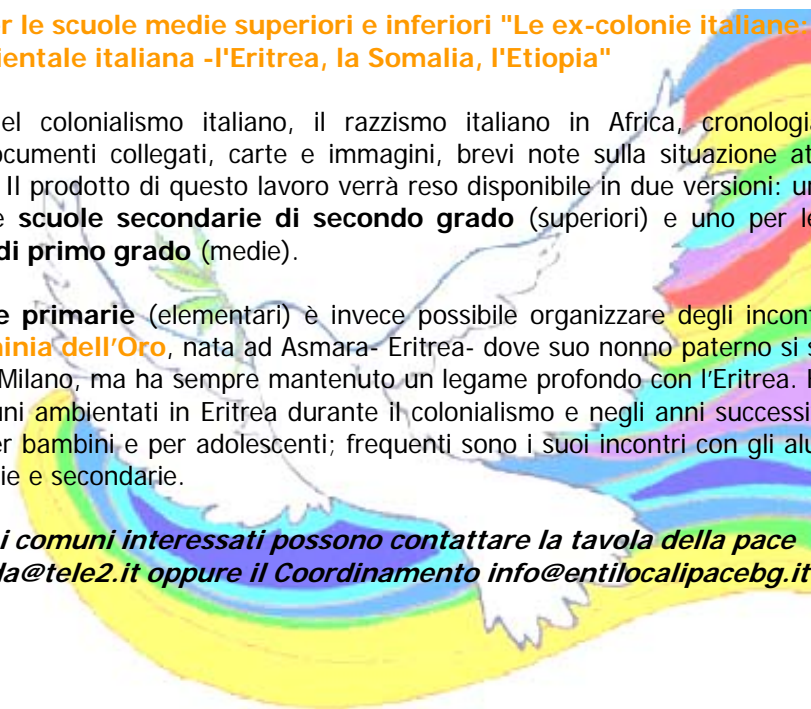 r le scuole medie superiori e inferiori "Le ex-colonie italiane:
ientale italiana -l'Eritrea, la Somalia, l'Etiopia"
el colonialismo italiano, il razzismo italiano in Africa, cronologia
ocumenti collegati, carte e immagini, brevi note sulla situazione at
Il prodotto di questo lavoro verrà reso disponibile in due versioni: un
e scuole secondarie di secondo grado (superiori) e uno per le
di primo grado (medie).
e primarie (elementari) è invece possibile organizzare degli incont
inia dell'Oro, nata ad Asmara- Eritrea- dove suo nonno paterno si s
Milano, ma ha sempre mantenuto un legame profondo con l'Eritrea.
uni ambientati in Eritrea durante il colonialismo e negli anni successi
er bambini e per adolescenti; frequenti sono i suoi incontri con gli alu
ie e secondarie.
i comuni interessati possono contattare la tavola della pace
da@tele2.it oppure il Coordinamento info@entilocalipacebg.it